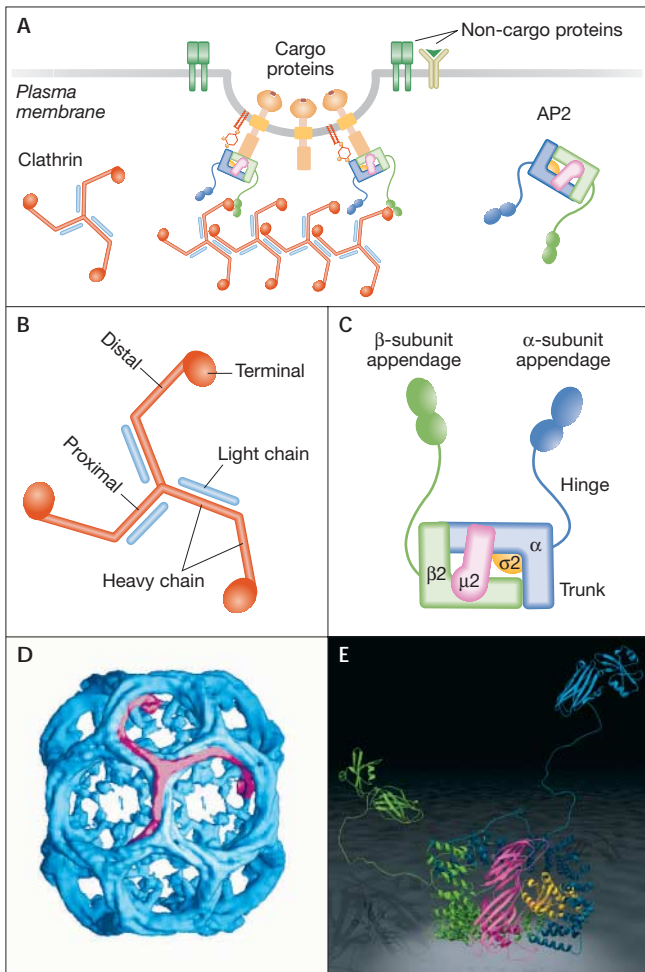 A
Non-cargo proteins
Cargo
proteins
Plasma
membrane
AP2
Clathrin
B
Distal
Terminal
Proximal
Light chain
Heavy chain
C
β-subunit
appendage
α-subunit
appendage
Hinge
α
σ2
β2
μ2
Trunk
D
E